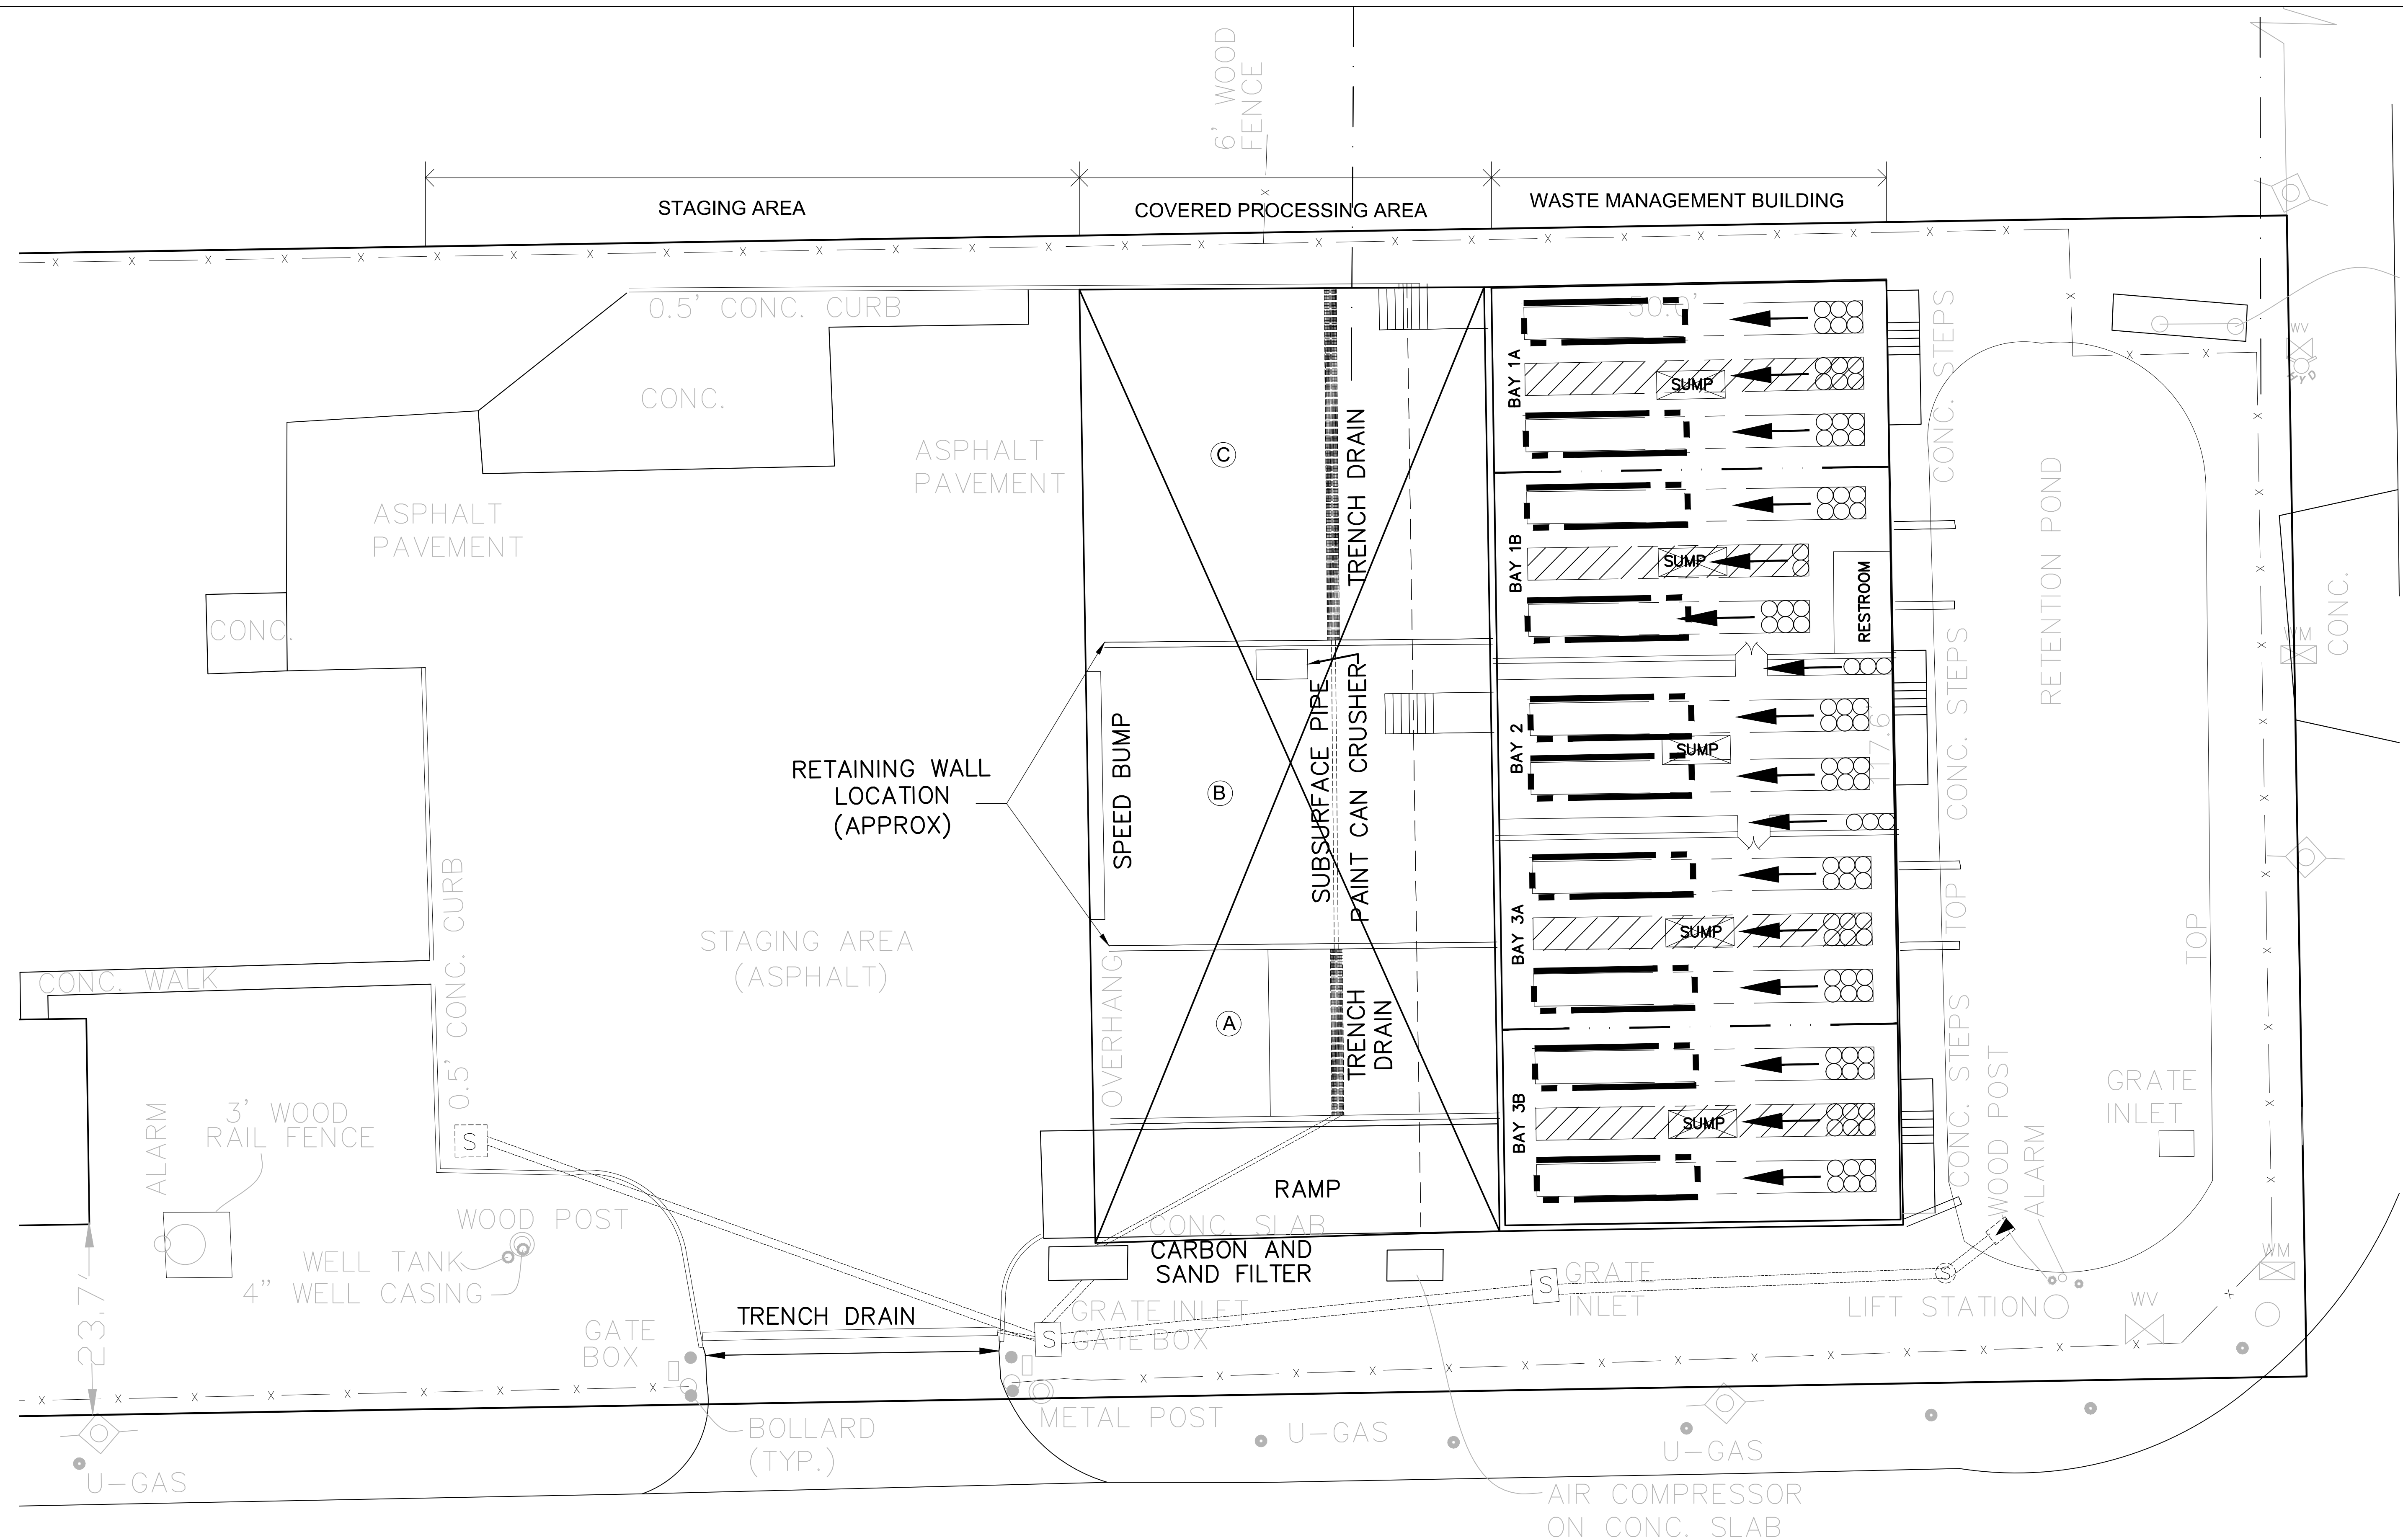 6' WOOD
FENCE
STAGING AREA
COVERED PROCESSING AREA
WASTE MANAGEMENT BUILDING
0.5' CONC. CURB
50.0'
CONC.
ASPHALT
PAVEMENT
ASPHALT
PAVEMENT
CONC.
C
TRENCH DRAIN
BAY 1A
SUMP
BAY 1B
SUMP
RESTROOM
CONC. STEPS
RETENTION POND
WV
HYD
CONC.
WM
RETAINING WALL
LOCATION
(APPROX)
SPEED BUMP
B
SUBSURFACE PIPE
PAINT CAN CRUSHER
BAY 2
SUMP
CONC. STEPS
STAGING AREA
(ASPHALT)
0.5' CONC. CURB
CONC. WALK
OVERHANG
A
TRENCH
DRAIN
BAY 3A
SUMP
TOP
TOP
TOP
BAY 3B
SUMP
CONC. STEPS
WOOD POST
ALARM
GRATE
INLET
ALARM
3' WOOD
RAIL FENCE
S
WOOD POST
WELL TANK
4" WELL CASING
23.7'
RAMP
CONC. SLAB
CARBON AND
SAND FILTER
TRENCH DRAIN
GATE
BOX
S
GRATE INLET
GATE BOX
S
GRATE
INLET
S
LIFT STATION
WV
WM
BOLLARD
(TYP.)
METAL POST
U-GAS
U-GAS
U-GAS
AIR COMPRESSOR
ON CONC. SLAB